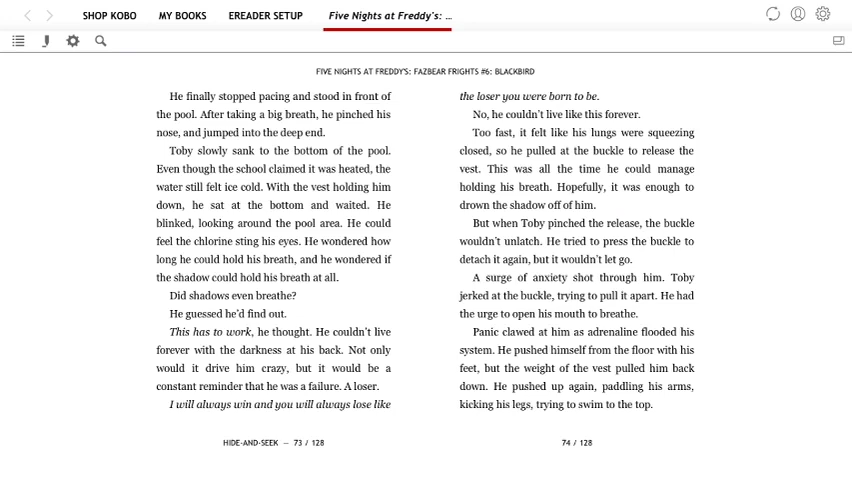 SHOP KOBO MY BOOKS EREADER SETUP Five Nights at Freddy's: ...
FIVE NIGHTS AT FREDDY'S: FAZBEAR FRIGHTS #6: BLACKBIRD
He finally stopped pacing and stood in front of
the pool. After taking a big breath, he pinched his
nose, and jumped into the deep end.
Toby slowly sank to the bottom of the pool.
Even though the school claimed it was heated, the
water still felt ice cold. With the vest holding him
down, he sat at the bottom and waited. He
blinked, looking around the pool area. He could
feel the chlorine sting his eyes. He wondered how
long he could hold his breath, and he wondered if
the shadow could hold his breath at all.
Did shadows even breathe?
He guessed he'd find out.
This has to work, he thought. He couldn't live
forever with the darkness at his back. Not only
would it drive him crazy, but it would be a
constant reminder that he was a failure. A loser.
I will always win and you will always lose like
HIDE-AND-SEEK — 73 / 128
the loser you were born to be.
No, he couldn't live like this forever.
Too fast, it felt like his lungs were squeezing
closed, so he pulled at the buckle to release the
vest. This was all the time he could manage
holding his breath. Hopefully, it was enough to
drown the shadow off of him.
But when Toby pinched the release, the buckle
wouldn't unlatch. He tried to press the buckle to
detach it again, but it wouldn't let go.
A surge of anxiety shot through him. Toby
jerked at the buckle, trying to pull it apart. He had
the urge to open his mouth to breathe.
Panic clawed at him as adrenaline flooded his
system. He pushed himself from the floor with his
feet, but the weight of the vest pulled him back
down. He pushed up again, paddling his arms,
kicking his legs, trying to swim to the top.
74 / 128